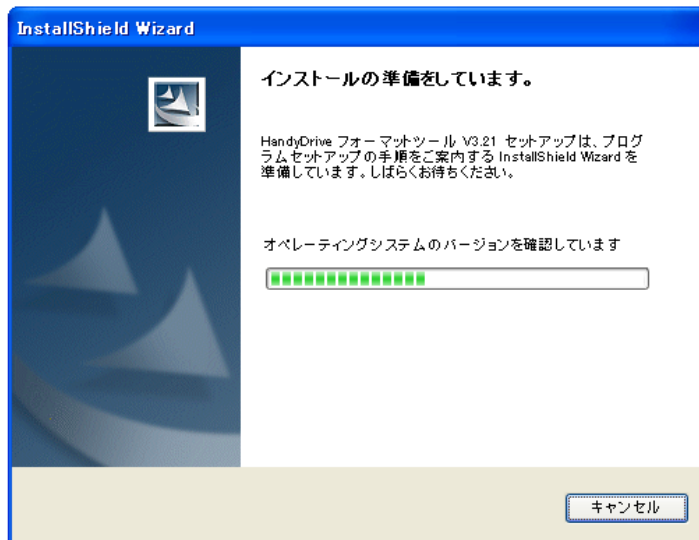 InstallShield Wizard
インストールの準備をしています。
HandyDrive フォーマットツール V3.21 セットアップは、プログ
ラムセットアップの手順をご案内する InstallShield Wizard を
準備しています。しばらくお待ちください。
オペレーティングシステムのバージョンを確認しています
キャンセル